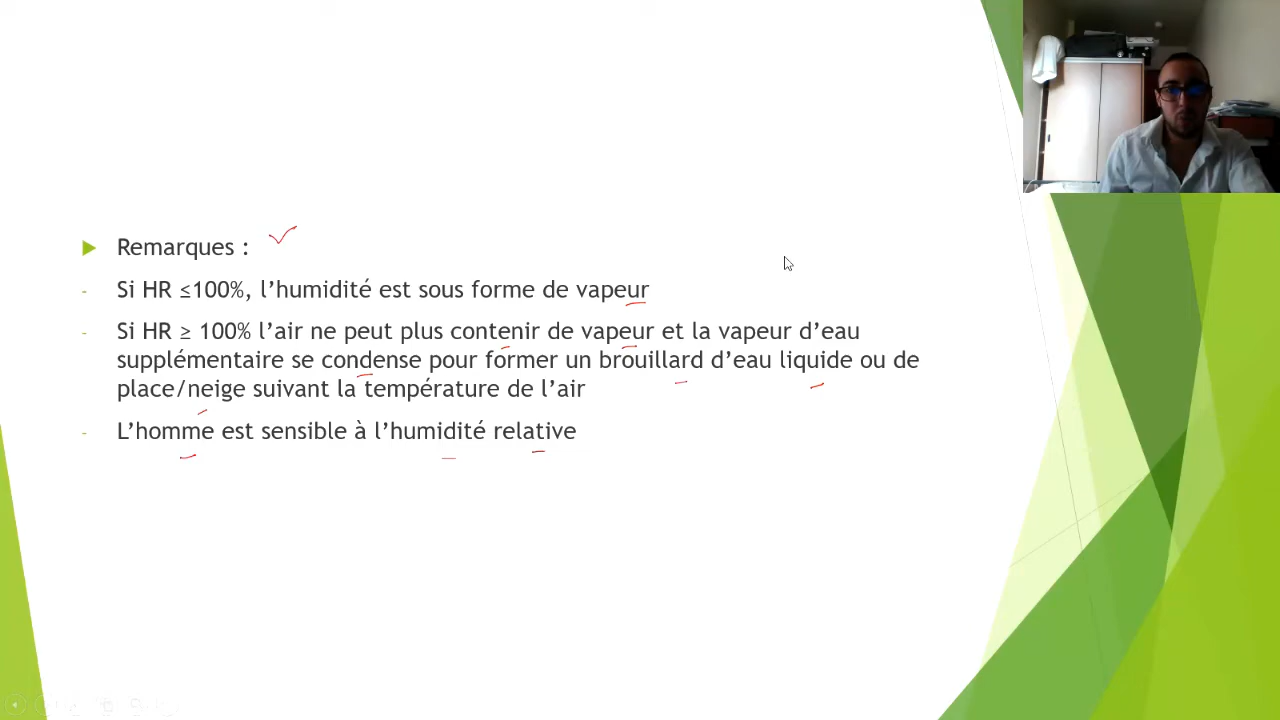 Remarques :
- Si HR ≤100%, l’humidité est sous forme de vapeur
- Si HR ≥ 100% l’air ne peut plus contenir de vapeur et la vapeur d’eau
supplémentaire se condense pour former un brouillard d’eau liquide ou de
place/neige suivant la température de l’air
- L’homme est sensible à l’humidité relative